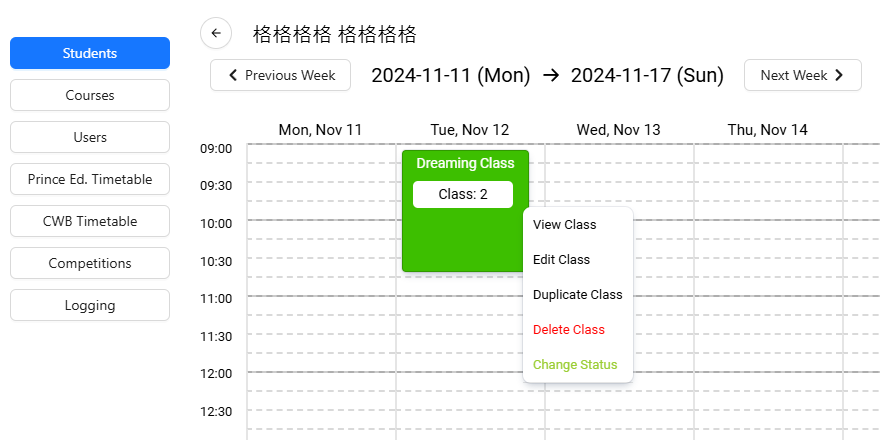 格格格格 格格格格
Students
Courses
Users
Prince Ed. Timetable
CWB Timetable
Competitions
Logging
Previous Week
2024-11-11 (Mon) → 2024-11-17 (Sun)
Next Week
Mon, Nov 11
Tue, Nov 12
Wed, Nov 13
Thu, Nov 14
09:00
09:30
10:00
10:30
11:00
11:30
12:00
12:30
Dreaming Class
Class: 2
View Class
Edit Class
Duplicate Class
Delete Class
Change Status